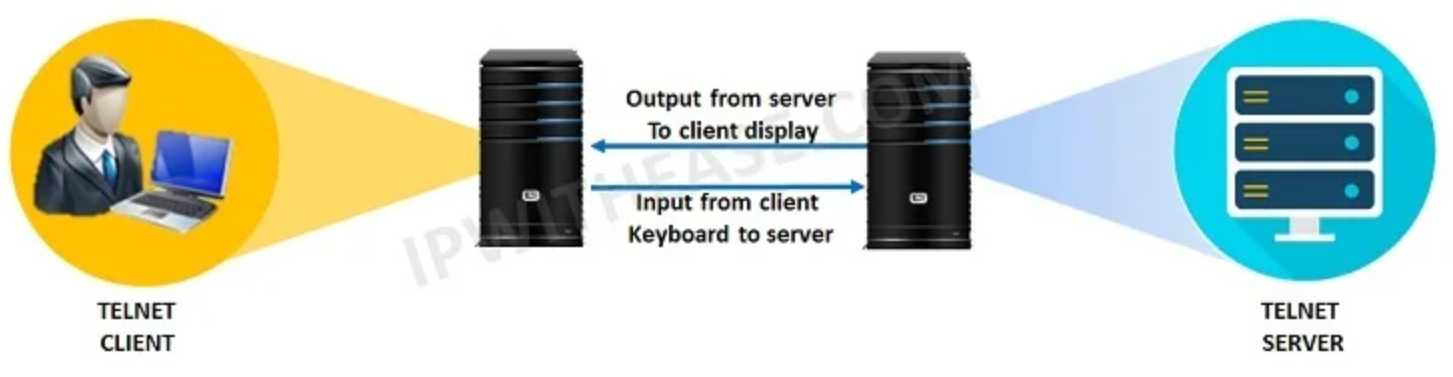 Output from server
To client display
Input from client
Keyboard to server
IPWITHEASE.COM
TELNET
CLIENT
TELNET
SERVER